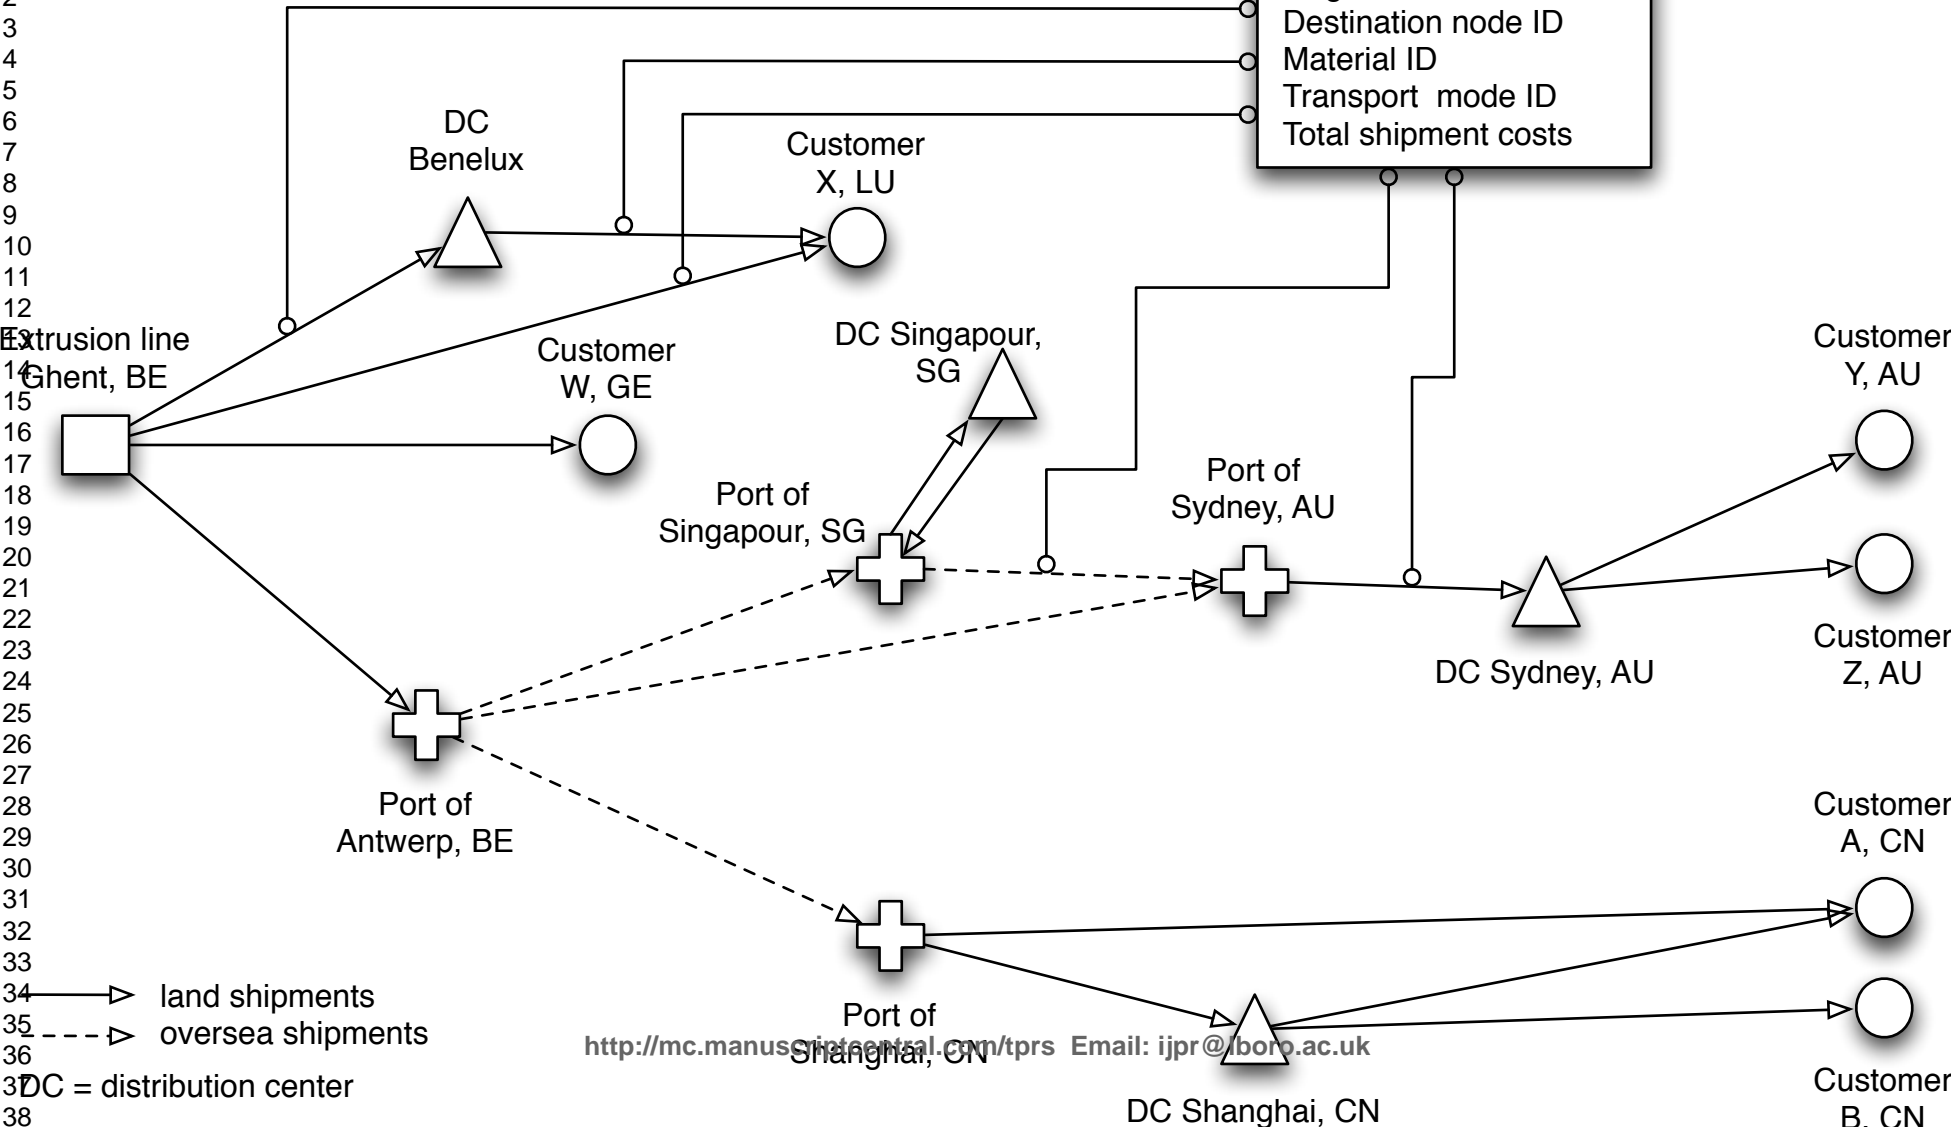 3
Destination node ID
4
Material ID
5
Transport mode ID
6
Total shipment costs
DC
Benelux
7
Customer
X, LU
8
9
10
11
12
13
Extrusion line
Ghent, BE
14
Customer
W, GE
DC Singapour,
SG
Customer
Y, AU
15
16
17
18
Port of
Singapour, SG
Port of
Sydney, AU
19
20
21
22
23
Customer
Z, AU
DC Sydney, AU
24
25
26
27
28
Port of
Antwerp, BE
Customer
A, CN
29
30
31
32
33
34
land shipments
35
oversea shipments
Port of
Shanghai, CN
36
http://mc.manuscriptcentral.com/tprs Email: ijpr@lboro.ac.uk
37
DC = distribution center
DC Shanghai, CN
Customer
B, CN
38